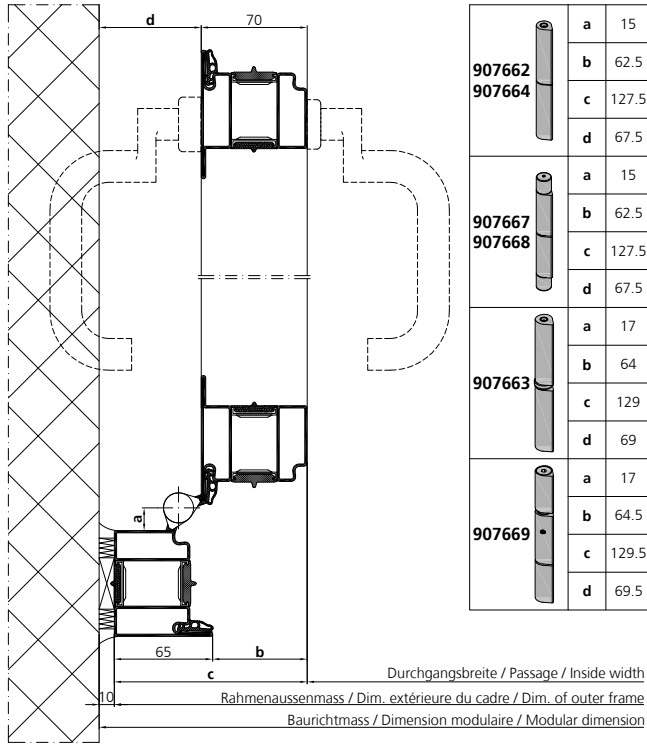 d
70
a
65
b
c
10
Durchgangsbreite / Passage / Inside width
Rahmenaussenmass / Dim. extérieure du cadre / Dim. of outer frame
Baurichtmass / Dimension modulaire / Modular dimension
907662
907664
a 15
b 62.5
c 127.5
d 67.5
907667
907668
a 15
b 62.5
c 127.5
d 67.5
907663
a 17
b 64
c 129
d 69
907669
a 17
b 64.5
c 129.5
d 69.5